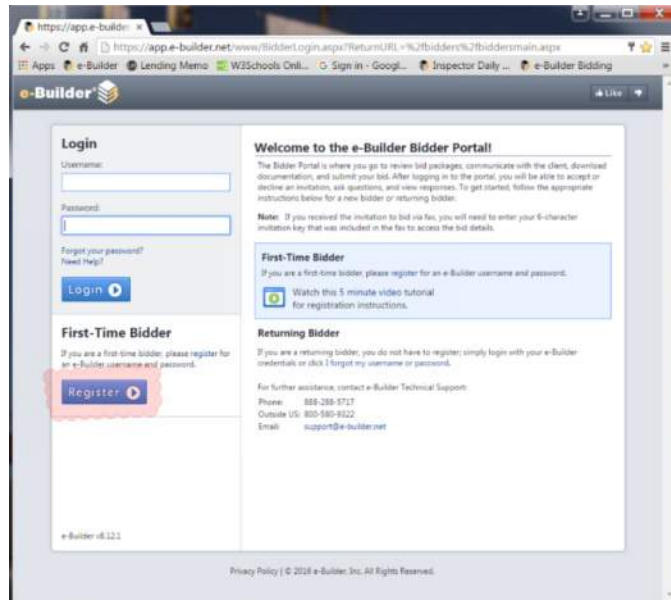 https://app.e-builder
https://app.e-builder.net/www/BidderLogin.aspx?ReturnURL=%2fbidders%2fbiddersmain.aspx
Apps e-Builder Lending Memo W3Schools Onli... Sign in - Googl... Inspector Daily ... e-Builder Bidding
e-Builder
Like
Login
Username:
Password:
Forgot your password?
Need Help?
Login
First-Time Bidder
If you are a first-time bidder, please register for
an e-Builder username and password.
Register
e-Builder v8.12.1
Welcome to the e-Builder Bidder Portal!
The Bidder Portal is where you go to review bid packages, communicate with the client, download
documentation, and submit your bid. After logging in to the portal, you will be able to accept or
decline an invitation, ask questions, and view responses. To get started, follow the appropriate
instructions below for a new bidder or returning bidder.
Note: If you received the invitation to bid via fax, you will need to enter your 6-character
invitation key that was included in the fax to access the bid details.
First-Time Bidder
If you are a first-time bidder, please register for an e-Builder username and password.
Watch this 5 minute video tutorial
for registration instructions.
Returning Bidder
If you are a returning bidder, you do not have to register; simply login with your e-Builder
credentials or click I forgot my username or password.
For further assistance, contact e-Builder Technical Support:
Phone: 888-288-5717
Outside US: 800-580-9322
Email: support@e-builder.net
Privacy Policy | © 2016 e-Builder, Inc. All Rights Reserved.